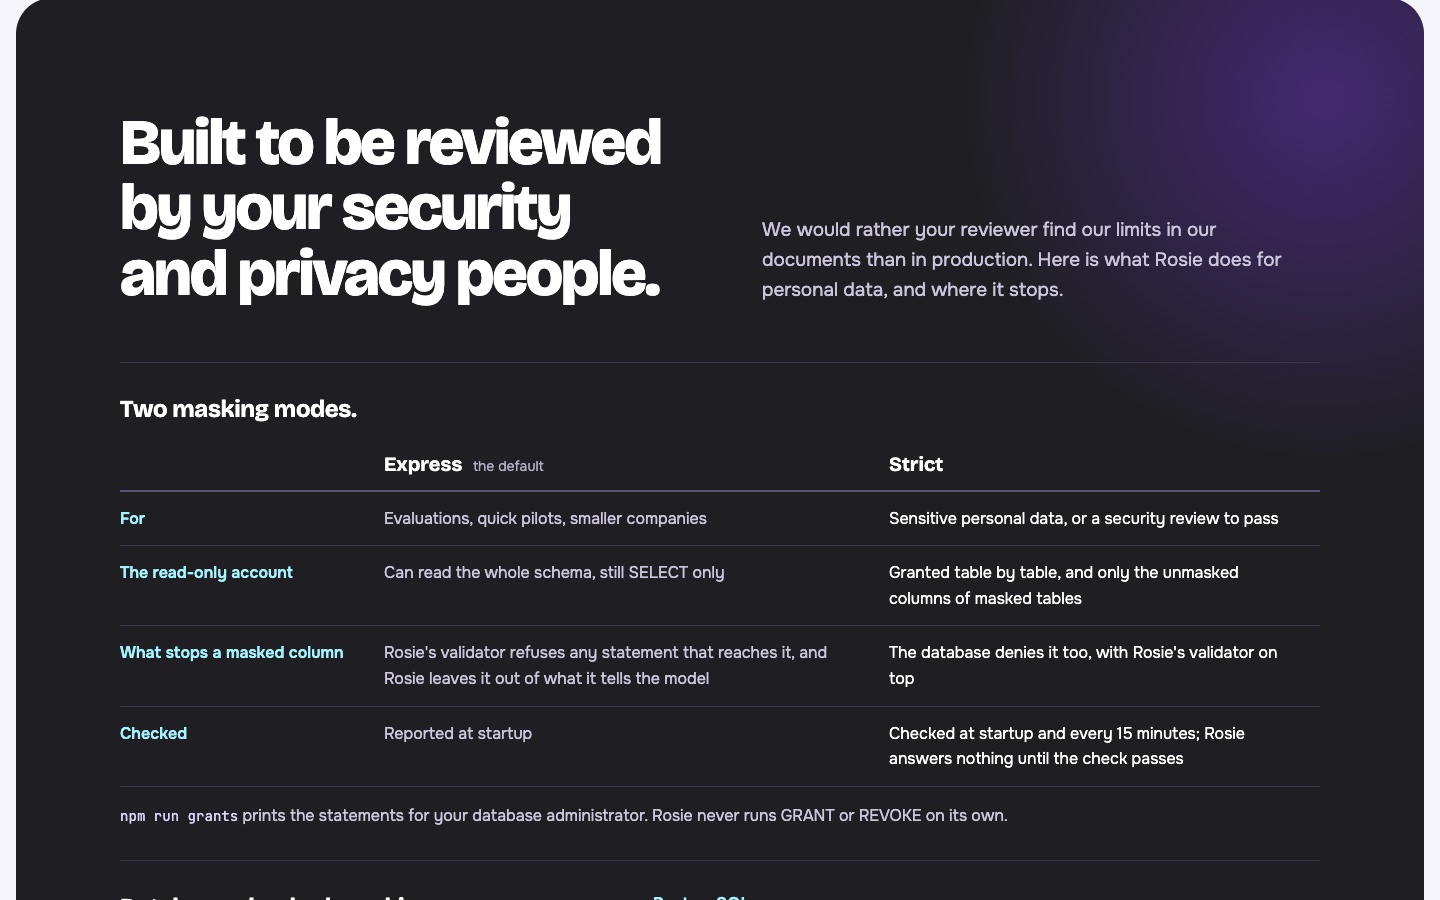 Built to be reviewed
by your security
and privacy people.
We would rather your reviewer find our limits in our
documents than in production. Here is what Rosie does for
personal data, and where it stops.
Two masking modes.
Express the default
Strict
For
Evaluations, quick pilots, smaller companies
Sensitive personal data, or a security review to pass
The read-only account
Can read the whole schema, still SELECT only
Granted table by table, and only the unmasked
columns of masked tables
What stops a masked column
Rosie's validator refuses any statement that reaches it, and
Rosie leaves it out of what it tells the model
The database denies it too, with Rosie's validator on
top
Checked
Reported at startup
Checked at startup and every 15 minutes; Rosie
answers nothing until the check passes
npm run grants prints the statements for your database administrator. Rosie never runs GRANT or REVOKE on its own.